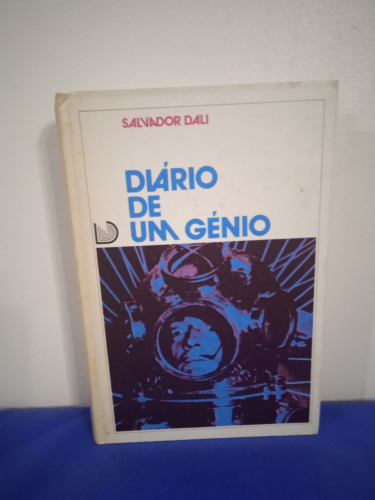 SALVADOR DALI
DIÁRIO
DE
UM GÉNIO